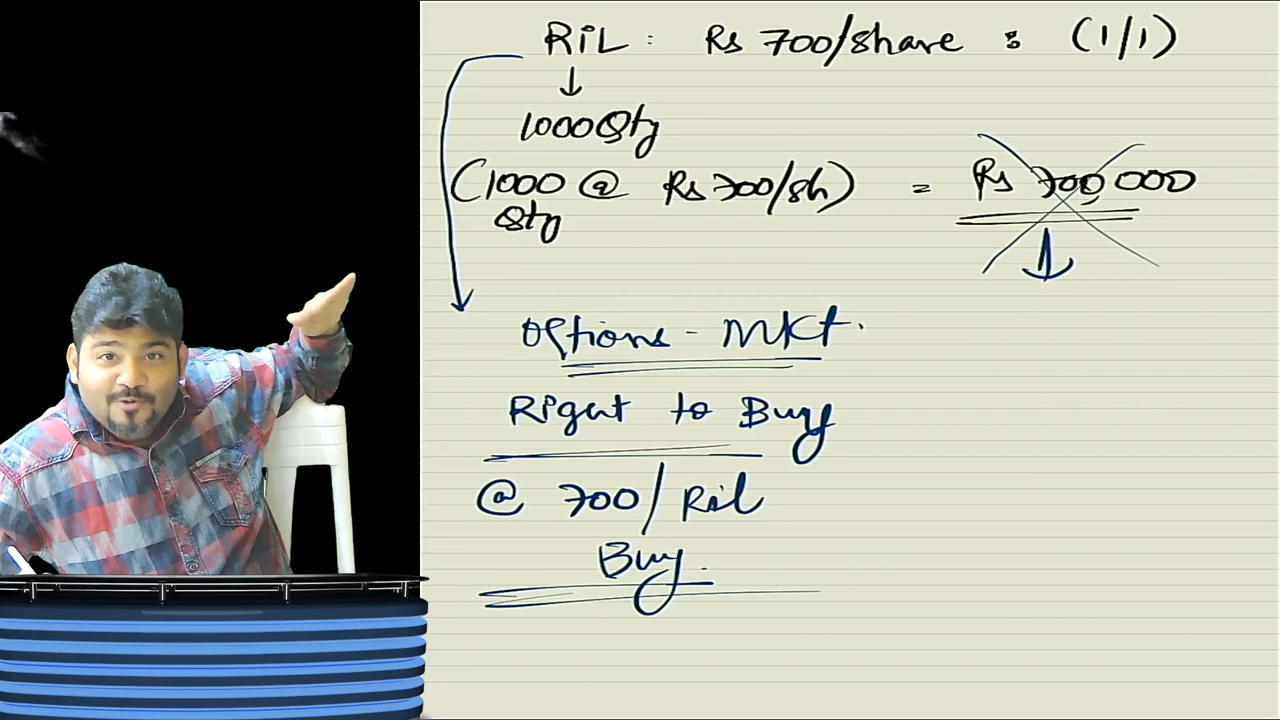 RiL : Rs 700/share : (1/1)
1000 Qty
(1000 @ Rs 700/sh) = Rs 700,000
Qty
Options - MKt.
Right to Buy
@ 700/Ril
Buy.